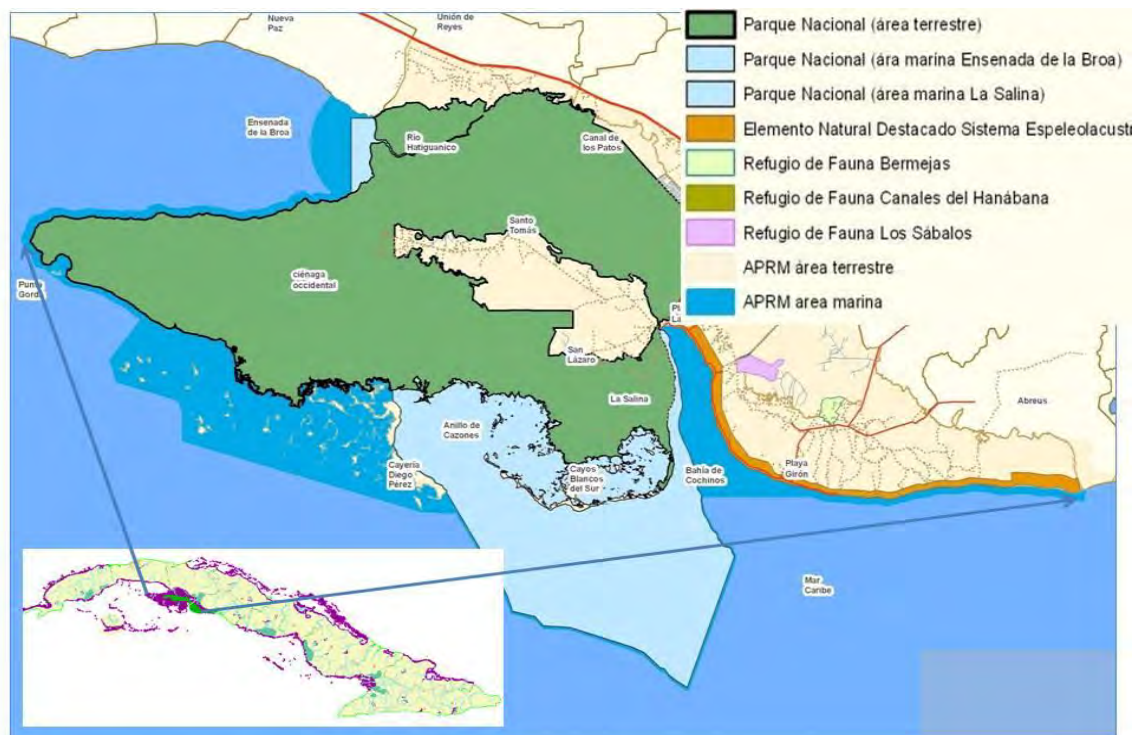 Nueva
Paz
Unión de
Reyes
Ensenada
de la Broa
Río
Hatiguanico
Canal de
los Patos
Santo
Tomás
ciénaga
occidental
Punta
Gorda
San
Lázaro
La Salina
Anillo de
Cazones
Cayería
Diego
Pérez
Cayos
Blancos
del Sur
Bahía de
Cochinos
Playa
Girón
Abreus
Mar
Caribe
Parque Nacional (área terrestre)
Parque Nacional (ára marina Ensenada de la Broa)
Parque Nacional (área marina La Salina)
Elemento Natural Destacado Sistema Espeleolacustr
Refugio de Fauna Bermejas
Refugio de Fauna Canales del Hanábana
Refugio de Fauna Los Sábalos
APRM área terrestre
APRM area marina